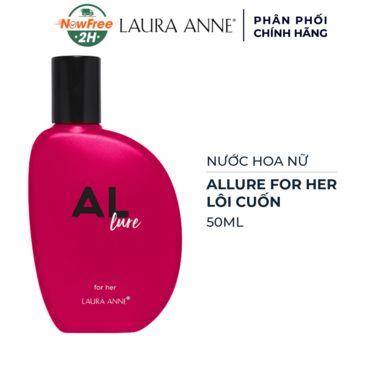 NowFree
2H
LAURA ANNE®
PHÂN PHỐI
CHÍNH HÃNG
NƯỚC HOA NỮ
ALLURE FOR HER
LÔI CUỐN
50ML
AL
lure
for her
LAURA ANNE®